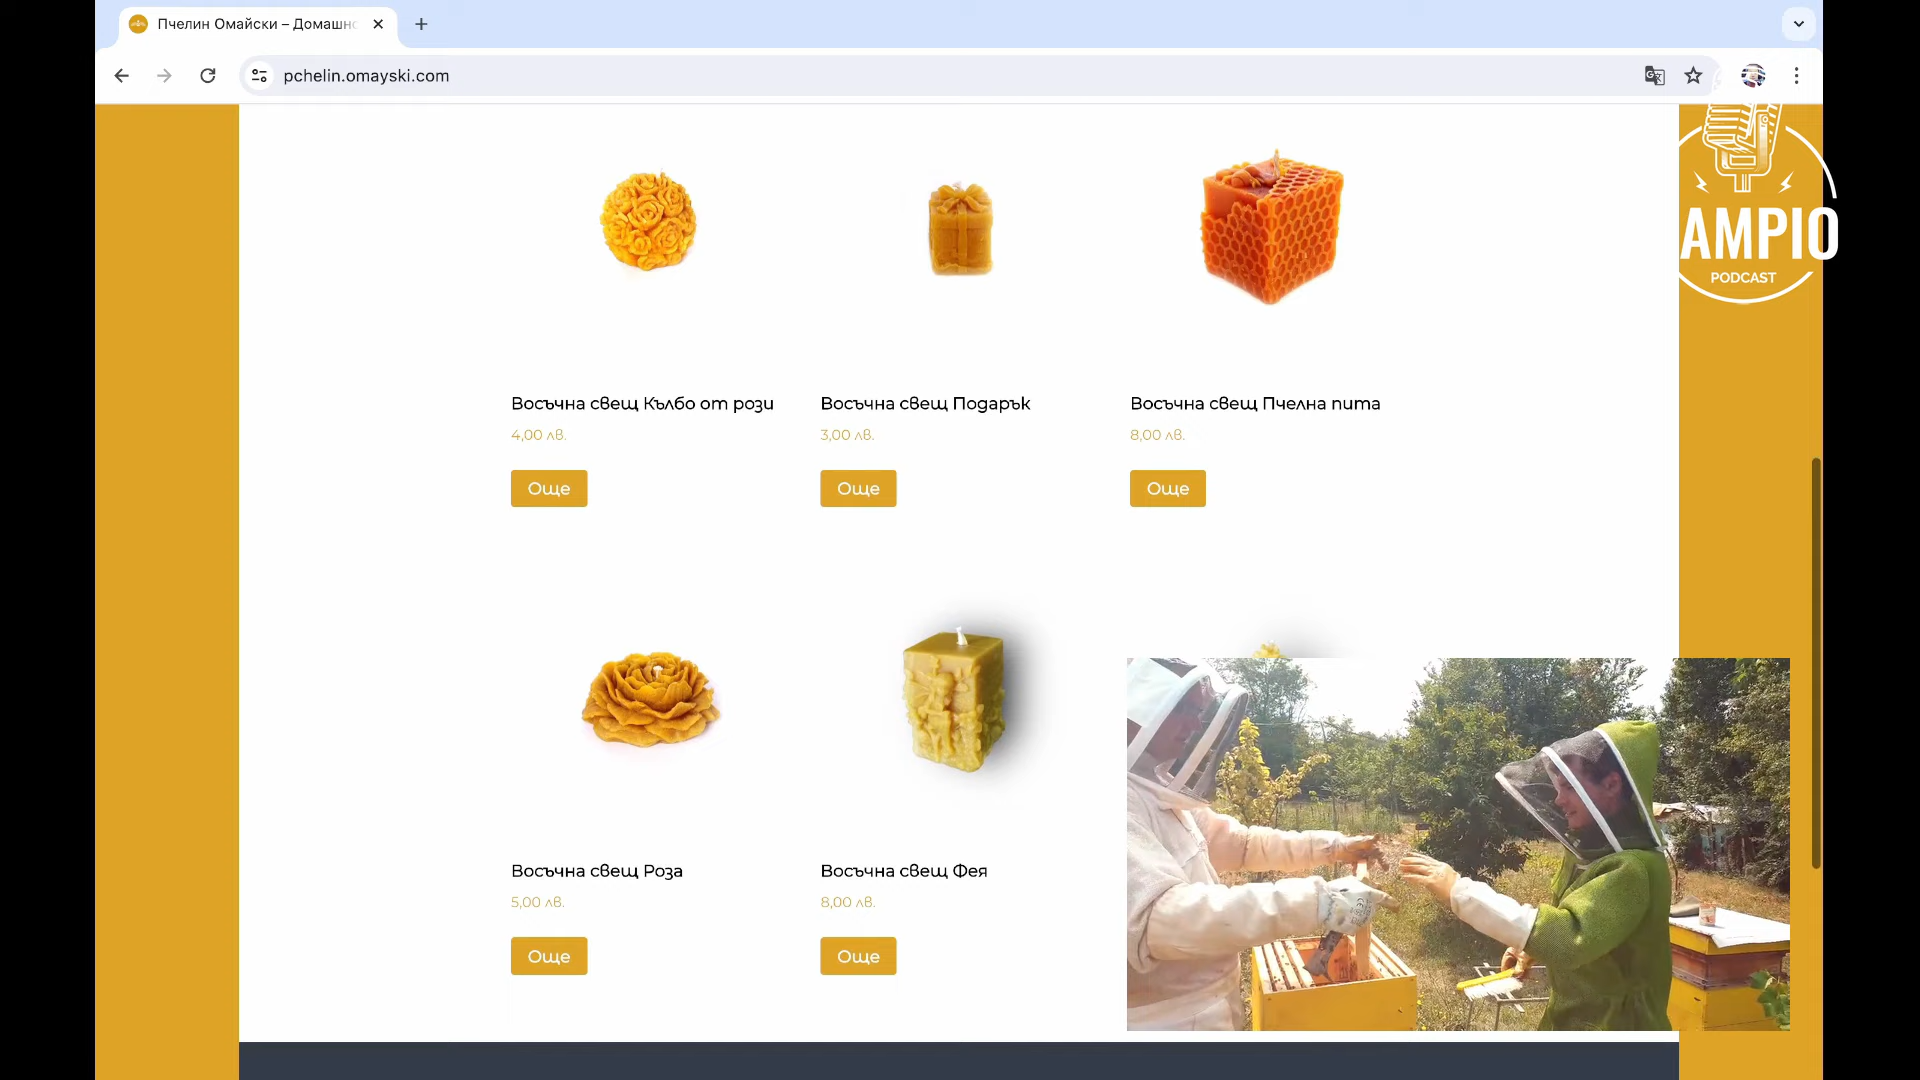 Пчелин Омайски – Домашно
pchelin.omayski.com
AMPIO
PODCAST
Восъчна свещ Кълбо от рози
Восъчна свещ Подарък
Восъчна свещ Пчелна пита
4,00 лв.
3,00 лв.
8,00 лв.
Още
Още
Още
Восъчна свещ Роза
Восъчна свещ Фея
5,00 лв.
8,00 лв.
Още
Още